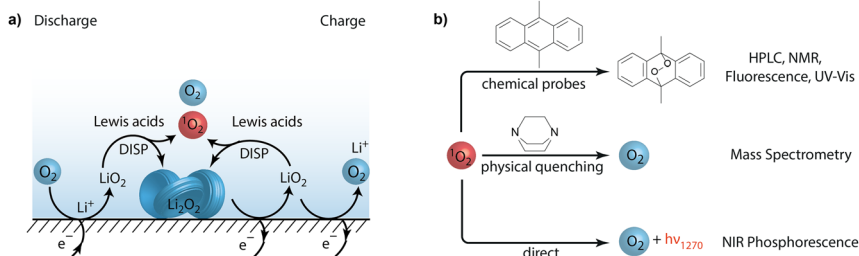 a) Discharge Charge
O₂
¹O₂
Lewis acids Lewis acids
DISP DISP
Li⁺
O₂ LiO₂ LiO₂ O₂
Li₂O₂
Li⁺
e⁻ e⁻ e⁻
b)
O
O
HPLC, NMR,
Fluorescence, UV-Vis
chemical probes
N N
¹O₂ O₂ Mass Spectrometry
physical quenching
O₂ + hν₁₂₇₀ NIR Phosphorescence
direct